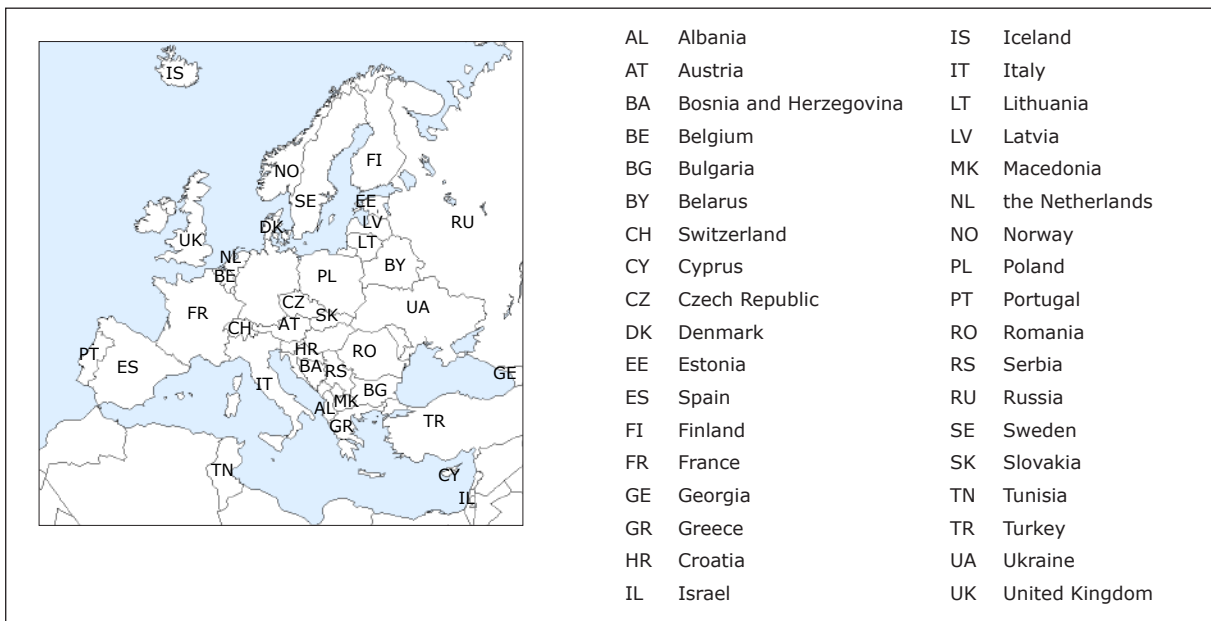 IS
NO
FI
SE
EE
RU
DK
LV
LT
UK
NL
BE
BY
PL
CZ
UA
FR
SK
AT
CH
HR
RO
PT
ES
BA
RS
GE
IT
BG
MK
AL
GR
TR
TN
CY
IL
AL Albania
AT Austria
BA Bosnia and Herzegovina
BE Belgium
BG Bulgaria
BY Belarus
CH Switzerland
CY Cyprus
CZ Czech Republic
DK Denmark
EE Estonia
ES Spain
FI Finland
FR France
GE Georgia
GR Greece
HR Croatia
IL Israel
IS Iceland
IT Italy
LT Lithuania
LV Latvia
MK Macedonia
NL the Netherlands
NO Norway
PL Poland
PT Portugal
RO Romania
RS Serbia
RU Russia
SE Sweden
SK Slovakia
TN Tunisia
TR Turkey
UA Ukraine
UK United Kingdom